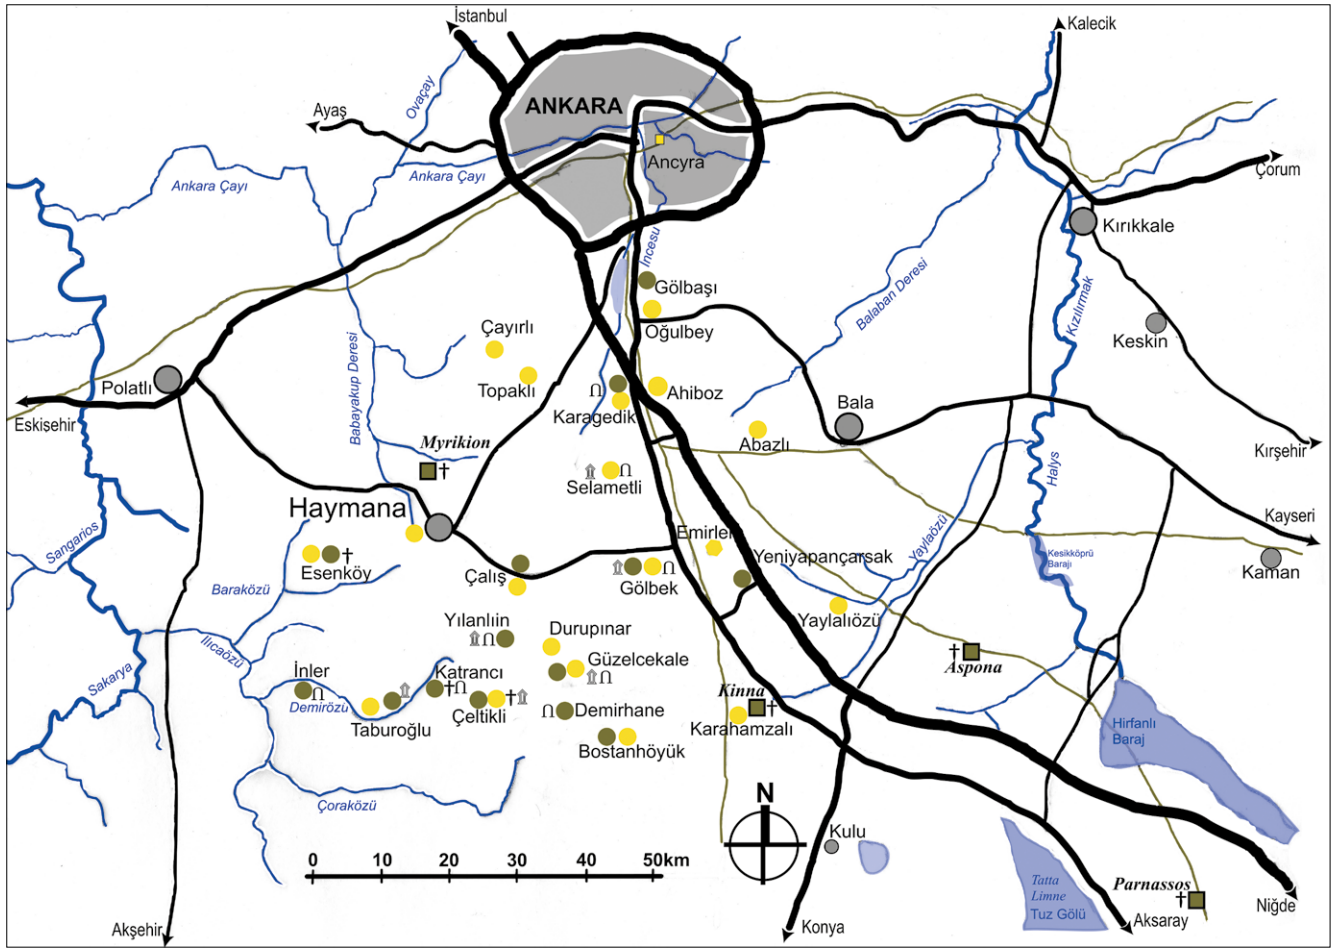 İstanbul
Kalecik
ANKARA
Ayaş
Ovaçay
Ancyra
Ankara Çayı
Ankara Çayı
Çorum
Kırıkkale
İncesu
Gölbaşı
Oğulbey
Balaban Deresi
Kızılırmak
Keskin
Çayırlı
Topaklı
Babayakup Deresi
Polatlı
Eskişehir
Ahiboz
Karagedik
Bala
Abazlı
Myrikion
Kırşehir
Halys
Selametli
Haymana
Kayseri
Sangarios
Emirler
Yeniyapançarsak
Yaylaözü
Kesikköprü
Barajı
Kaman
Esenköy
Çalış
Gölbek
Baraközü
Yaylalıözü
Yılanlıin
Durupınar
Ilıcaözü
Güzelcekale
Aspona
Sakarya
İnler
Katrancı
Demirözü
Taburoğlu
Çeltikli
Demirhane
Kinna
Karahamzalı
Hirfanlı
Baraj
Bostanhöyük
N
Çoraközü
Kulu
0 10 20 30 40 50km
Tatta
Limne
Tuz Gölü
Parnassos
Niğde
Akşehir
Konya
Aksaray